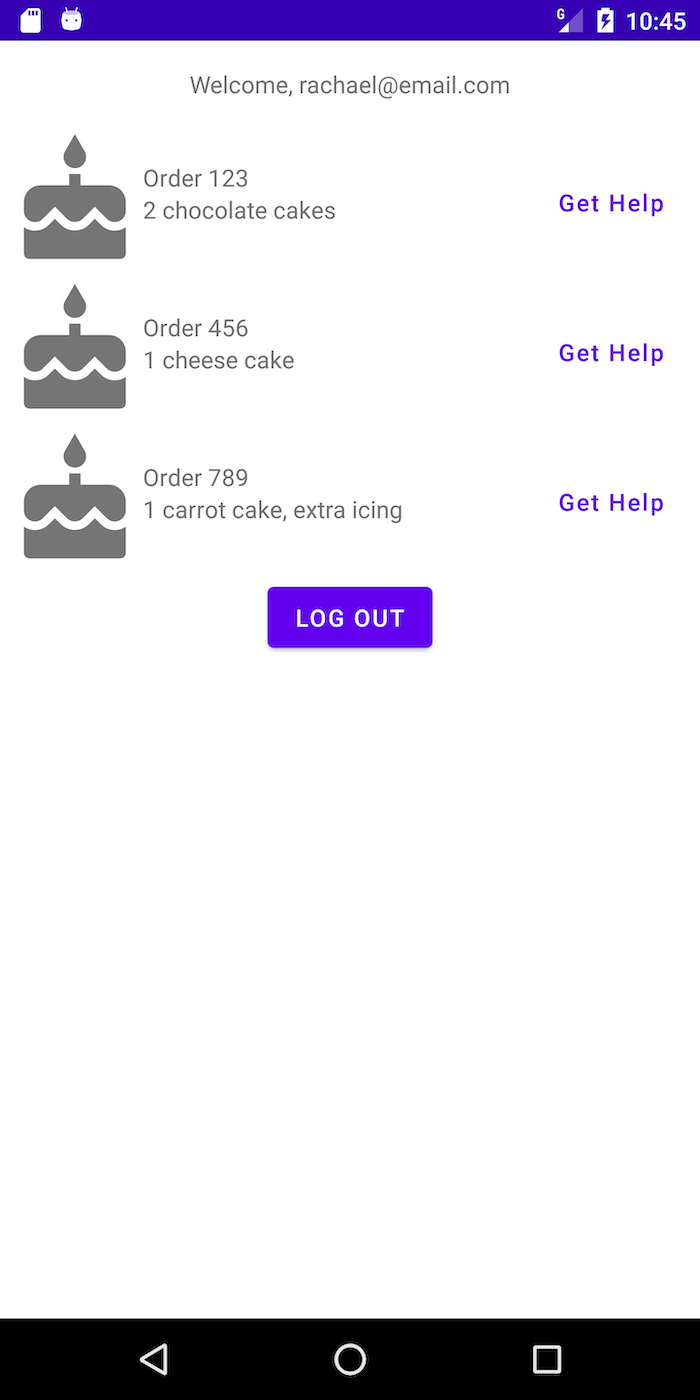 G 10:45
Welcome, rachael@email.com
Order 123
2 chocolate cakes
Get Help
Order 456
1 cheese cake
Get Help
Order 789
1 carrot cake, extra icing
Get Help
LOG OUT